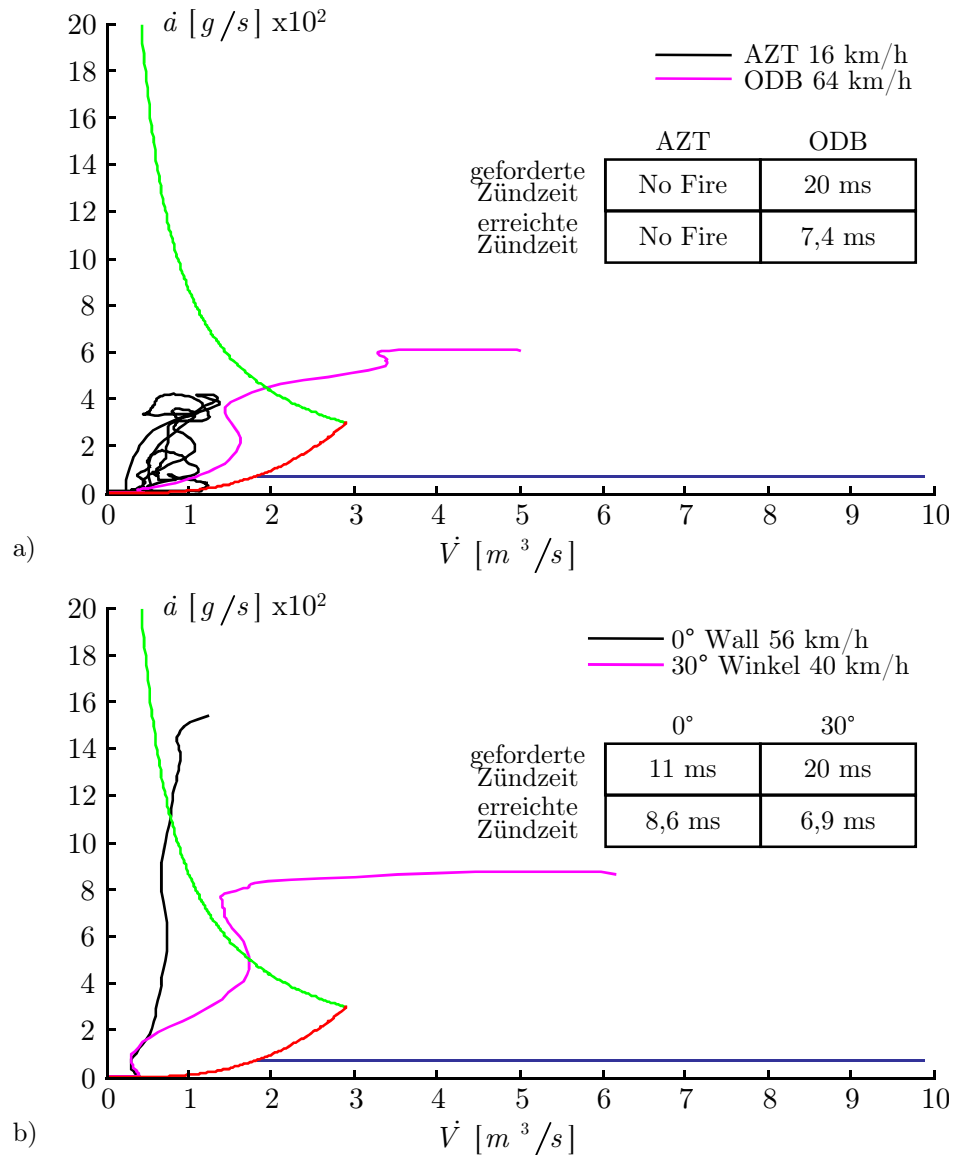 ȧ [g/s] x10²
20
18
16
14
12
10
8
6
4
2
0
AZT 16 km/h
ODB 64 km/h
AZT ODB
geforderte Zündzeit No Fire 20 ms
erreichte Zündzeit No Fire 7,4 ms
0 1 2 3 4 5 6 7 8 9 10
V̇ [m ³/s]
a)
ȧ [g/s] x10²
20
18
16
14
12
10
8
6
4
2
0
0° Wall 56 km/h
30° Winkel 40 km/h
0° 30°
geforderte Zündzeit 11 ms 20 ms
erreichte Zündzeit 8,6 ms 6,9 ms
0 1 2 3 4 5 6 7 8 9 10
V̇ [m ³/s]
b)